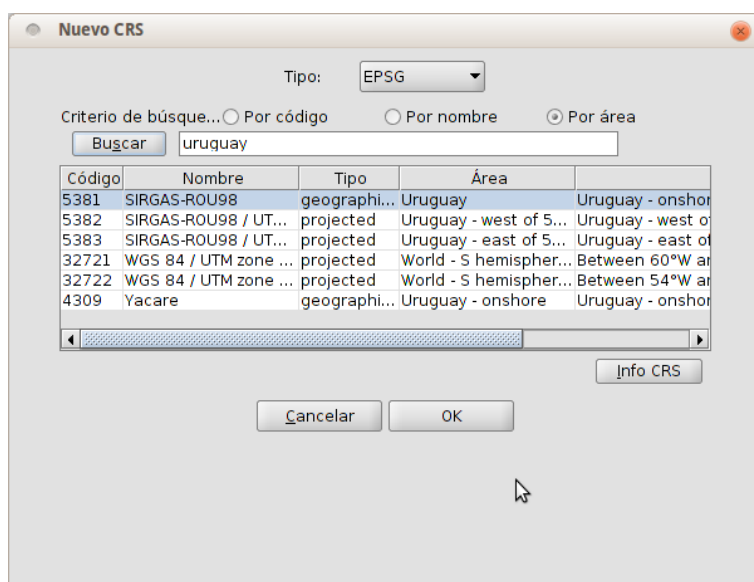 Nuevo CRS
Tipo: EPSG
Criterio de búsque... Por código Por nombre Por área
Buscar uruguay
Código Nombre Tipo Área
5381 SIRGAS-ROU98 geographi... Uruguay Uruguay - onshor
5382 SIRGAS-ROU98 / UT... projected Uruguay - west of 5... Uruguay - west of
5383 SIRGAS-ROU98 / UT... projected Uruguay - east of 5... Uruguay - east of
32721 WGS 84 / UTM zone ... projected World - S hemispher... Between 60°W an
32722 WGS 84 / UTM zone ... projected World - S hemispher... Between 54°W an
4309 Yacare geographi... Uruguay - onshore Uruguay - onshor
Info CRS
Cancelar OK